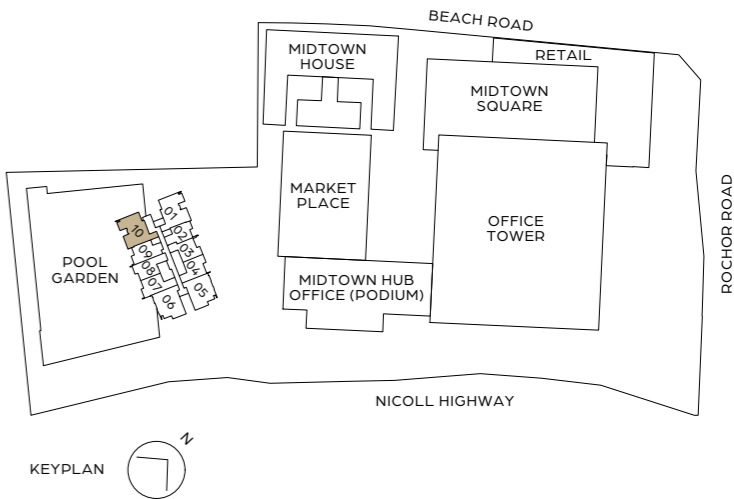 BEACH ROAD
MIDTOWN
HOUSE
RETAIL
MIDTOWN
SQUARE
MARKET
PLACE
OFFICE
TOWER
ROCHOR ROAD
01
02
03
04
05
10
09
08
07
06
POOL
GARDEN
MIDTOWN HUB
OFFICE (PODIUM)
NICOLL HIGHWAY
N
KEYPLAN